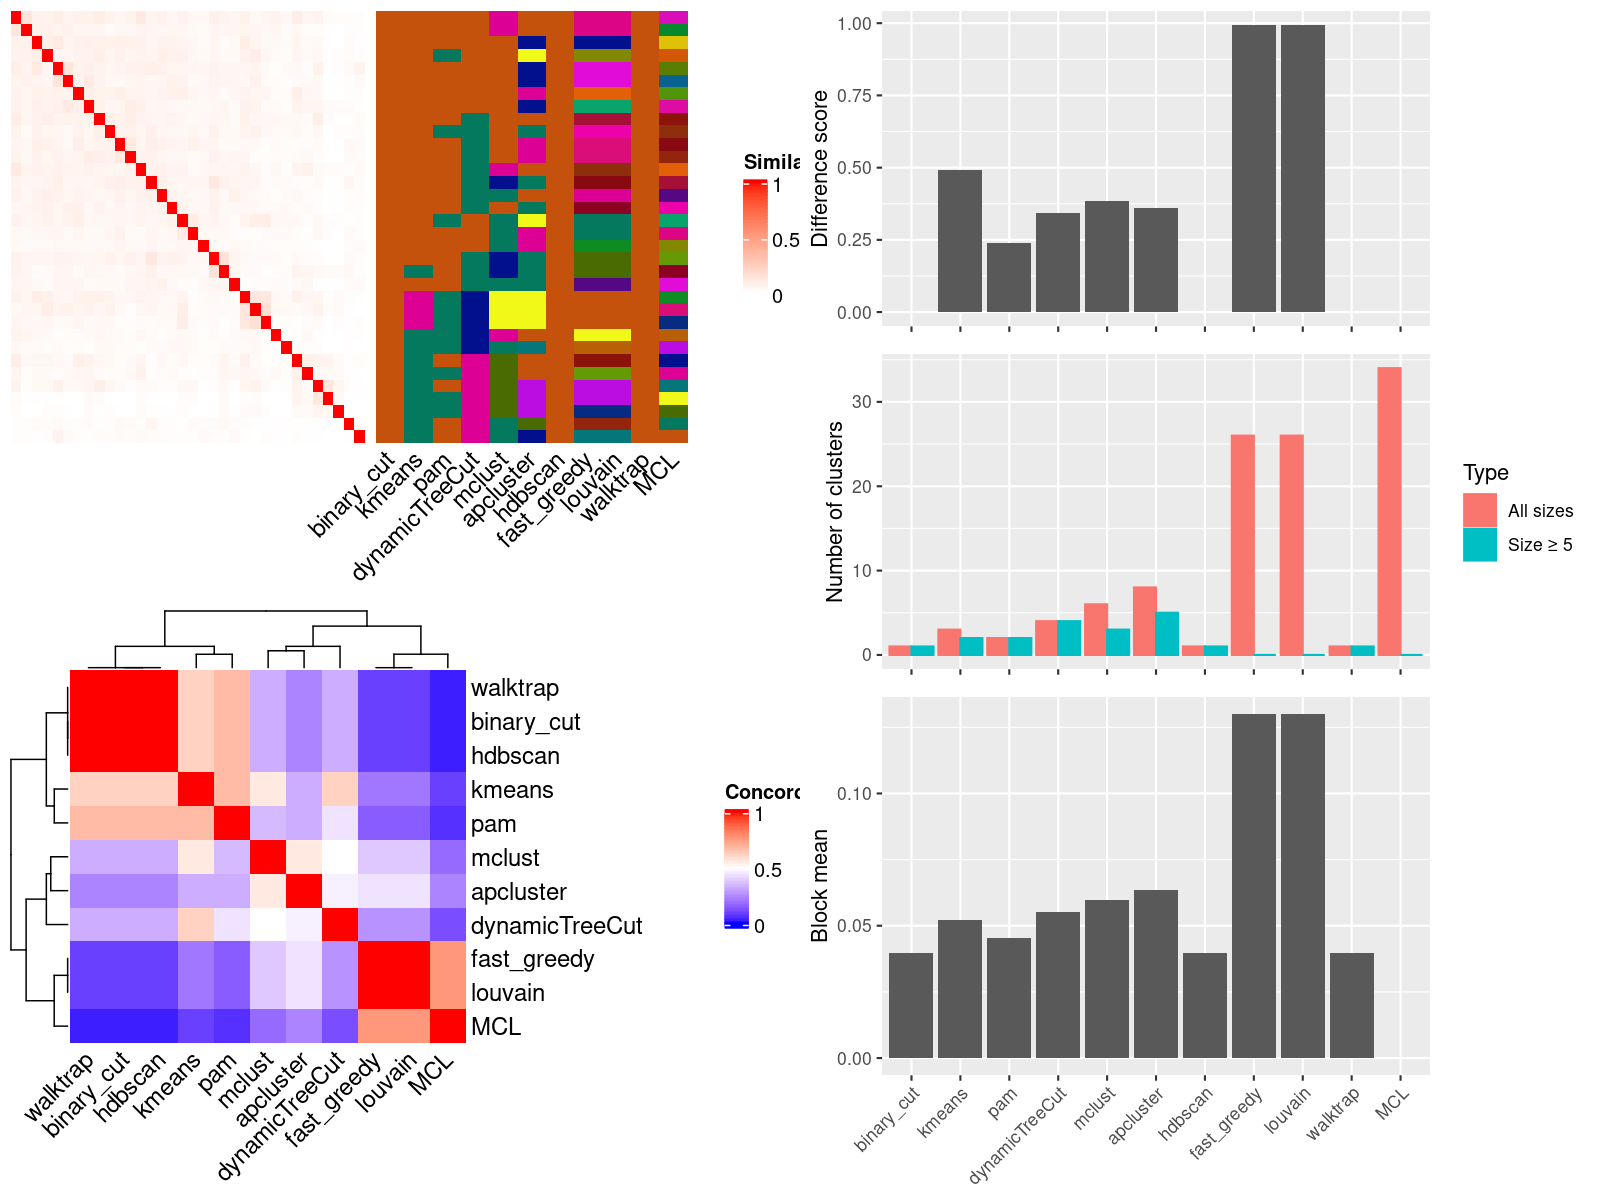 Simila
1
0.5
0
binary_cut
kmeans
pam
dynamicTreeCut
mclust
apcluster
hdbscan
fast_greedy
louvain
walktrap
MCL
Difference score
1.00
0.75
0.50
0.25
0.00
Number of clusters
30
20
10
0
Type
All sizes
Size ≥ 5
walktrap
binary_cut
hdbscan
kmeans
pam
mclust
apcluster
dynamicTreeCut
fast_greedy
louvain
MCL
walktrap
binary_cut
hdbscan
kmeans
pam
mclust
apcluster
dynamicTreeCut
fast_greedy
louvain
MCL
Concord
1
0.5
0
Block mean
0.10
0.05
0.00
binary_cut
kmeans
pam
dynamicTreeCut
mclust
apcluster
hdbscan
fast_greedy
louvain
walktrap
MCL